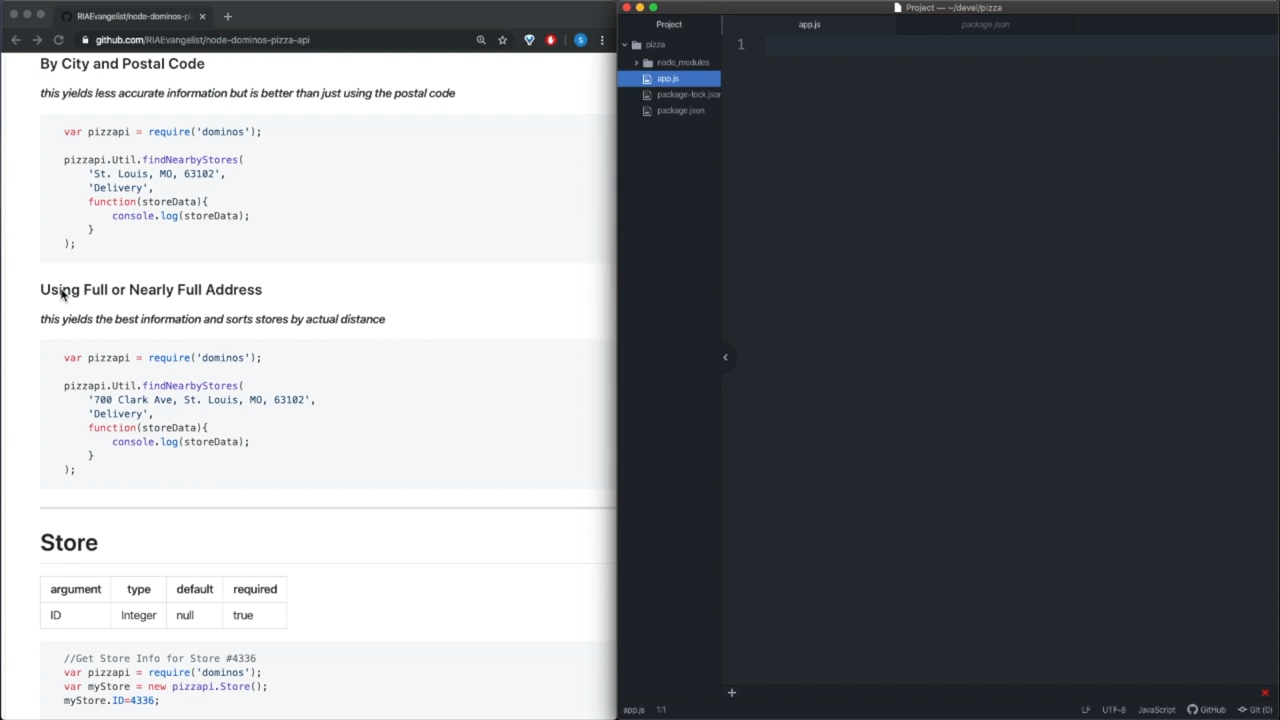 RIAEvangelist/node-dominos-pi
github.com/RIAEvangelist/node-dominos-pizza-api
By City and Postal Code
this yields less accurate information but is better than just using the postal code
var pizzapi = require('dominos');
pizzapi.Util.findNearbyStores(
'St. Louis, MO, 63102',
'Delivery',
function(storeData){
console.log(storeData);
}
);
Using Full or Nearly Full Address
this yields the best information and sorts stores by actual distance
var pizzapi = require('dominos');
pizzapi.Util.findNearbyStores(
'700 Clark Ave, St. Louis, MO, 63102',
'Delivery',
function(storeData){
console.log(storeData);
}
);
Store
argument type default required
ID Integer null true
//Get Store Info for Store #4336
var pizzapi = require('dominos');
var myStore = new pizzapi.Store();
myStore.ID=4336;
Project — ~/devel/pizza
Project app.js package.json
pizza
node_modules
app.js
package-lock.jsor
package.json
1
app.js 1:1 LF UTF-8 JavaScript GitHub Git (0)
S